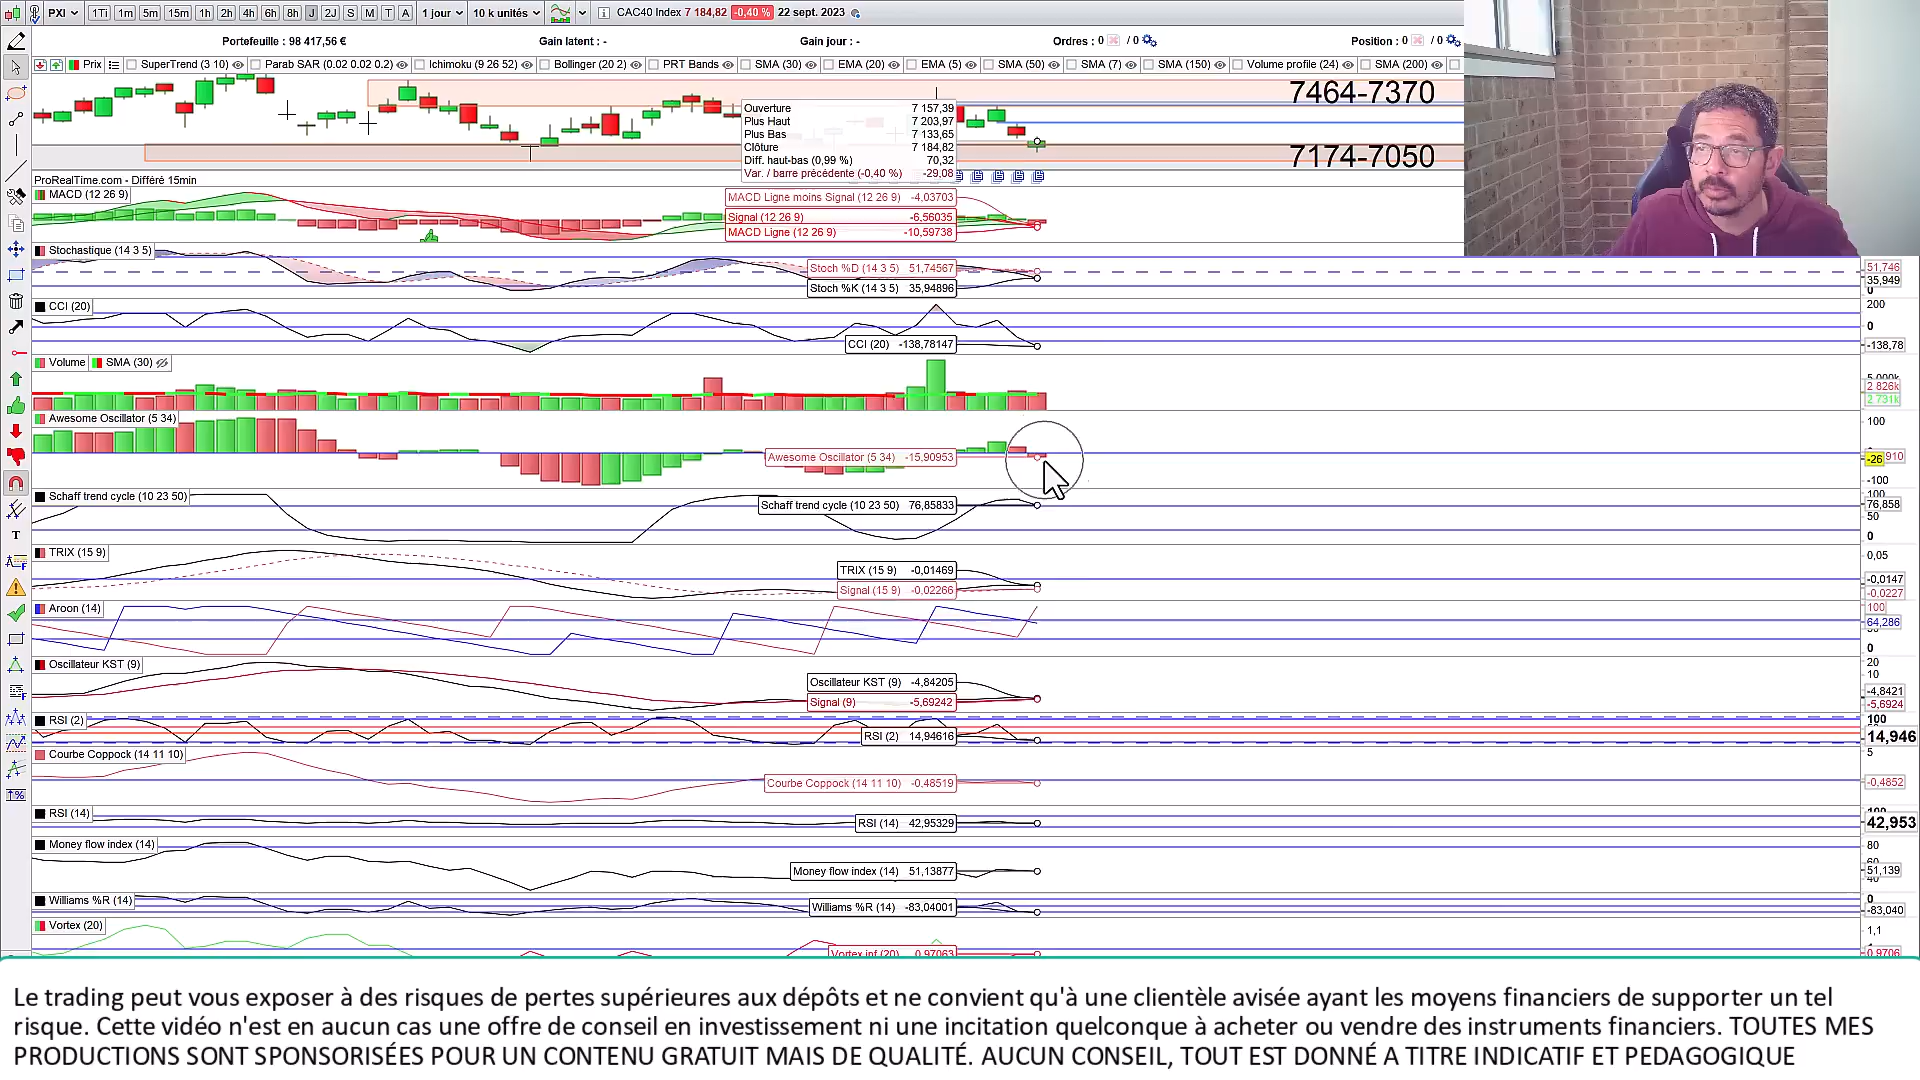 PXI 1Ti 1m 5m 15m 1h 2h 4h 6h 8h J 2J S M T A 1 jour 10 k unités CAC40 Index 7 184,82 -0,40 % 22 sept. 2023
Portefeuille : 98 417,56 € Gain latent : - Gain jour : - Ordres : 0 / 0 Position : 0 / 0
Prix SuperTrend (3 10) Parab SAR (0.02 0.02 0.2) Ichimoku (9 26 52) Bollinger (20 2) PRT Bands SMA (30) EMA (20) EMA (5) SMA (50) SMA (7) SMA (150) Volume profile (24) SMA (200)
7464-7370
Ouverture 7 157,39
Plus Haut 7 203,97
Plus Bas 7 133,65
Clôture 7 184,82
Diff. haut-bas (0,99 %) 70,32
Var. / barre précédente (-0,40 %) -29,08
7174-7050
ProRealTime.com - Différé 15min
MACD (12 26 9)
MACD Ligne moins Signal (12 26 9) -4,03703
Signal (12 26 9) -6,56035
MACD Ligne (12 26 9) -10,59738
Stochastique (14 3 5)
Stoch %D (14 3 5) 51,74567 51,746
Stoch %K (14 3 5) 35,94896 35,949
0
CCI (20) 200
0
CCI (20) -138,78147 -138,78
Volume SMA (30)
2 826k
2 731k
Awesome Oscillator (5 34) 100
Awesome Oscillator (5 34) -15,90953 -26 910
-100
Schaff trend cycle (10 23 50) 100
Schaff trend cycle (10 23 50) 76,85833 76,858
50
0
TRIX (15 9) 0,05
TRIX (15 9) -0,01469 -0,0147
Signal (15 9) -0,02266 -0,0227
Aroon (14) 100
64,286
0
Oscillateur KST (9) 20
10
Oscillateur KST (9) -4,84205 -4,8421
Signal (9) -5,69242 -5,6924
RSI (2) 100
RSI (2) 14,94616 14,946
Courbe Coppock (14 11 10) 5
Courbe Coppock (14 11 10) -0,48519 -0,4852
RSI (14) 100
RSI (14) 42,95329 42,953
Money flow index (14) 80
Money flow index (14) 51,13877 51,139
Williams %R (14) 0
Williams %R (14) -83,04001 -83,040
Vortex (20) 1,1
Vortex inf (20) 0,97063 0,9706
Le trading peut vous exposer à des risques de pertes supérieures aux dépôts et ne convient qu'à une clientèle avisée ayant les moyens financiers de supporter un tel
risque. Cette vidéo n'est en aucun cas une offre de conseil en investissement ni une incitation quelconque à acheter ou vendre des instruments financiers. TOUTES MES
PRODUCTIONS SONT SPONSORISÉES POUR UN CONTENU GRATUIT MAIS DE QUALITÉ. AUCUN CONSEIL, TOUT EST DONNÉ A TITRE INDICATIF ET PEDAGOGIQUE